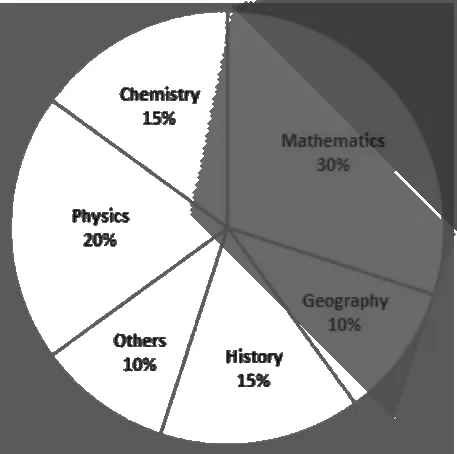 Chemistry
15%
Mathematics
30%
Physics
20%
Geography
10%
Others
10%
History
15%